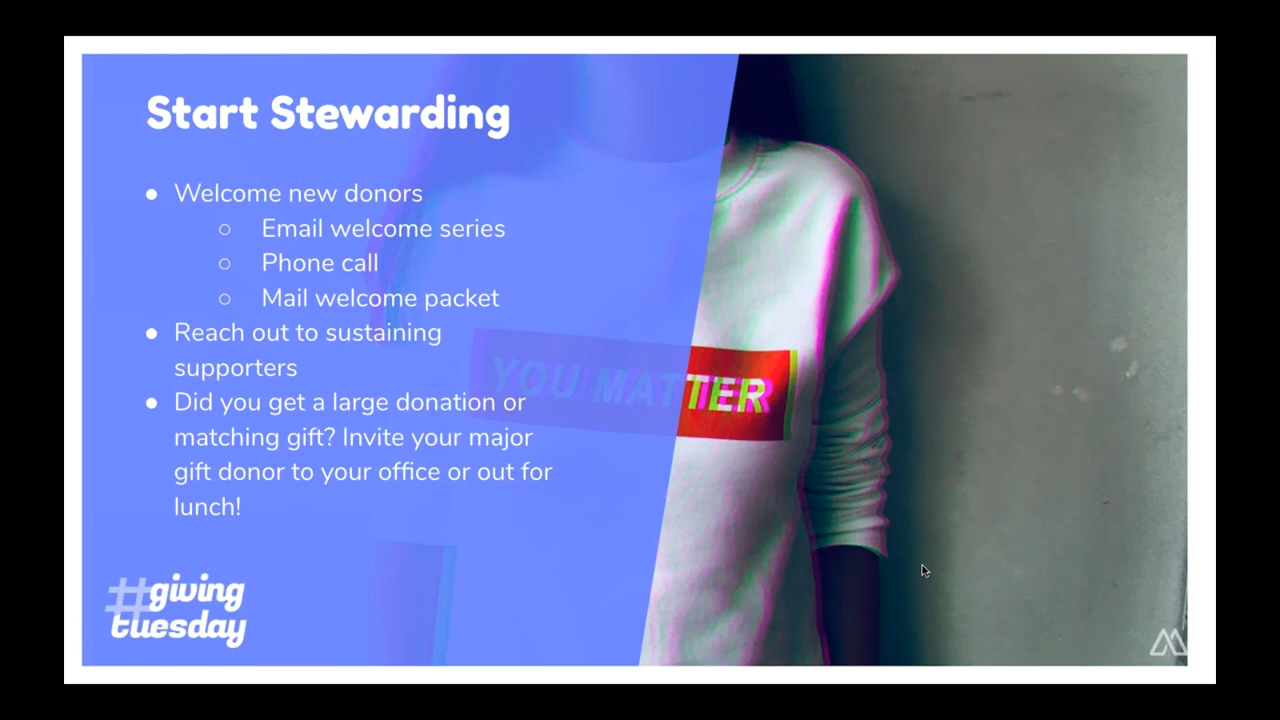 Start Stewarding
● Welcome new donors
○ Email welcome series
○ Phone call
○ Mail welcome packet
● Reach out to sustaining
supporters
● Did you get a large donation or
matching gift? Invite your major
gift donor to your office or out for
lunch!
YOU MATTER
#giving
tuesday